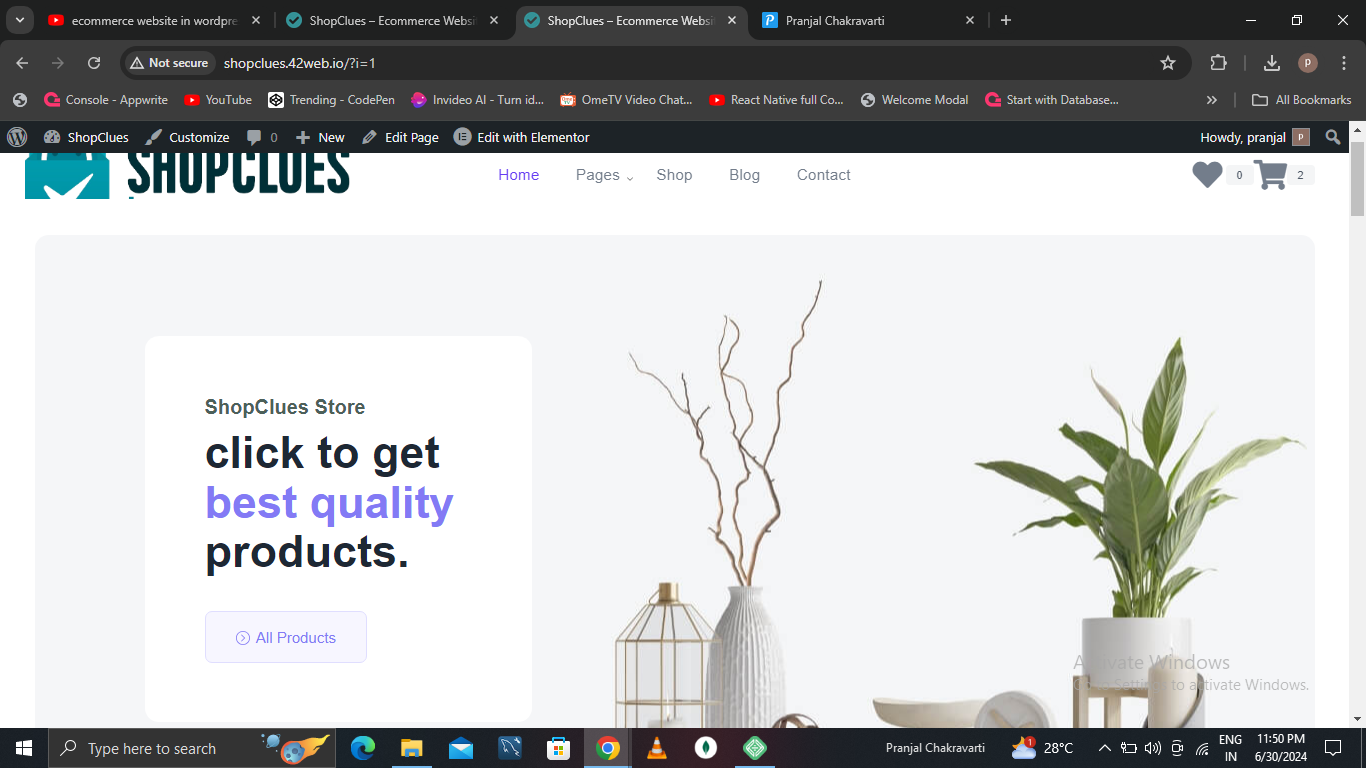 ecommerce website in wordpre
ShopClues – Ecommerce Websit
ShopClues – Ecommerce Websit
Pranjal Chakravarti
Not secure
shopclues.42web.io/?i=1
P
Console - Appwrite
YouTube
Trending - CodePen
Invideo AI - Turn id...
OmeTV Video Chat...
React Native full Co...
Welcome Modal
Start with Database...
All Bookmarks
ShopClues
Customize
0
New
Edit Page
Edit with Elementor
Howdy, pranjal
P
SHOPCLUES
Home
Pages
Shop
Blog
Contact
0
2
ShopClues Store
click to get
best quality
products.
All Products
Activate Windows
Go to Settings to activate Windows.
Type here to search
Pranjal Chakravarti
1
28°C
ENG
IN
11:50 PM
6/30/2024